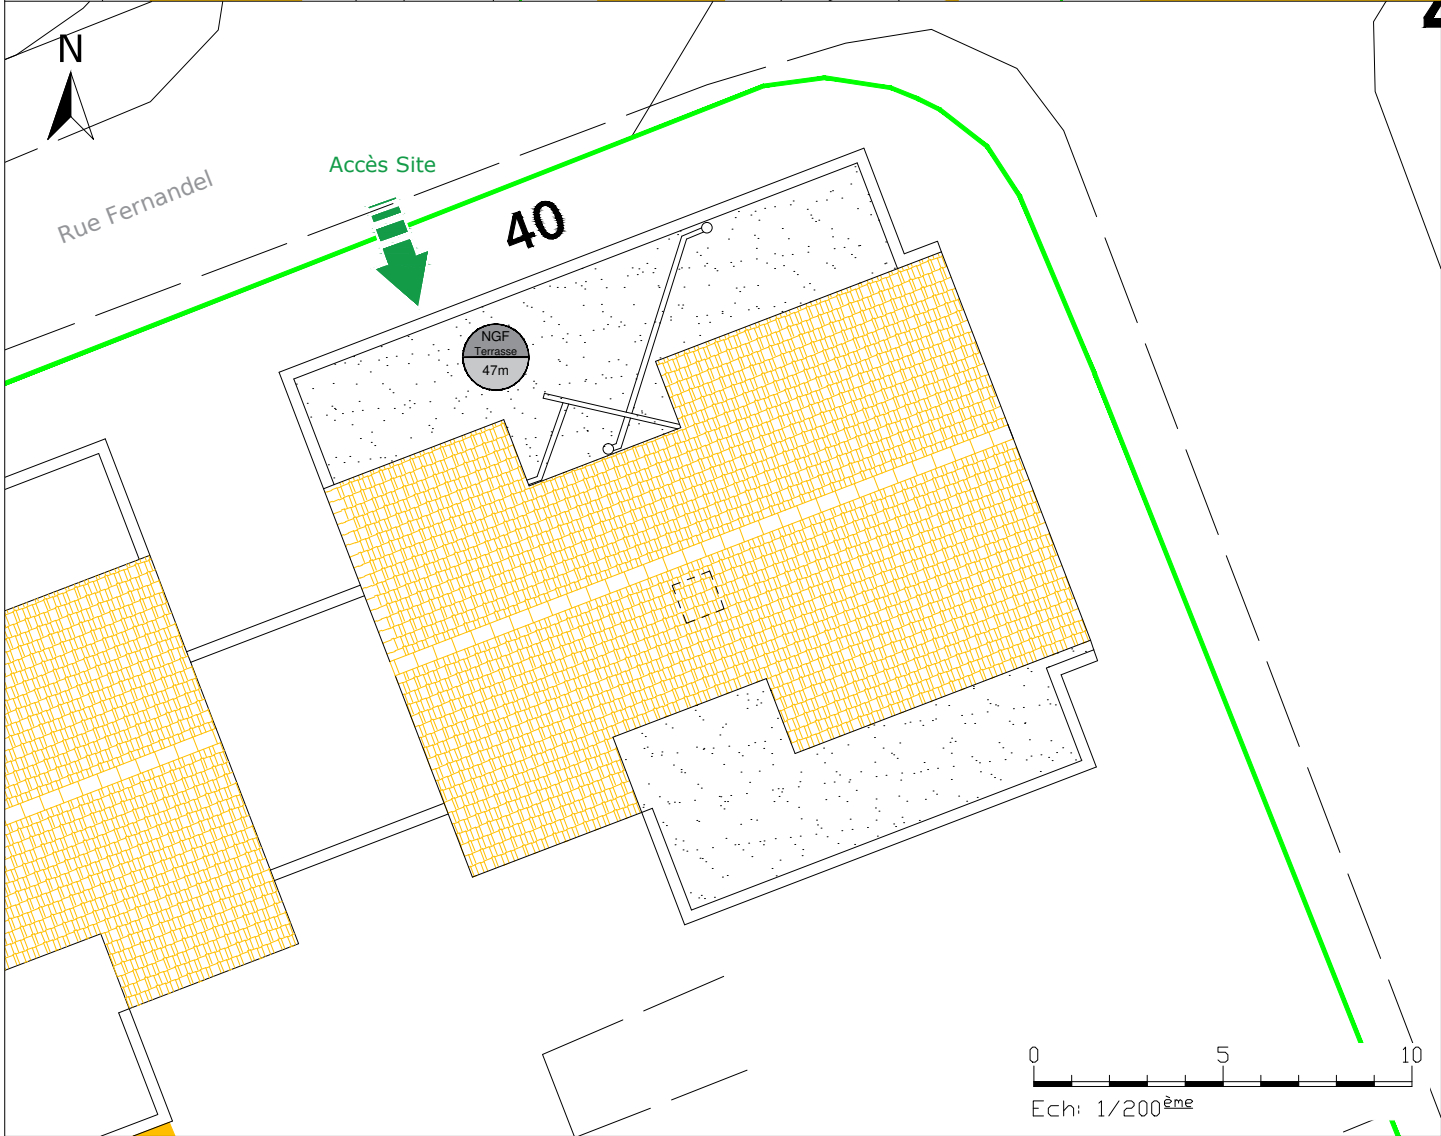 N
Accès Site
Rue Fernandel
40
NGF
Terrasse
47m
0 5 10
Ech: 1/200ème